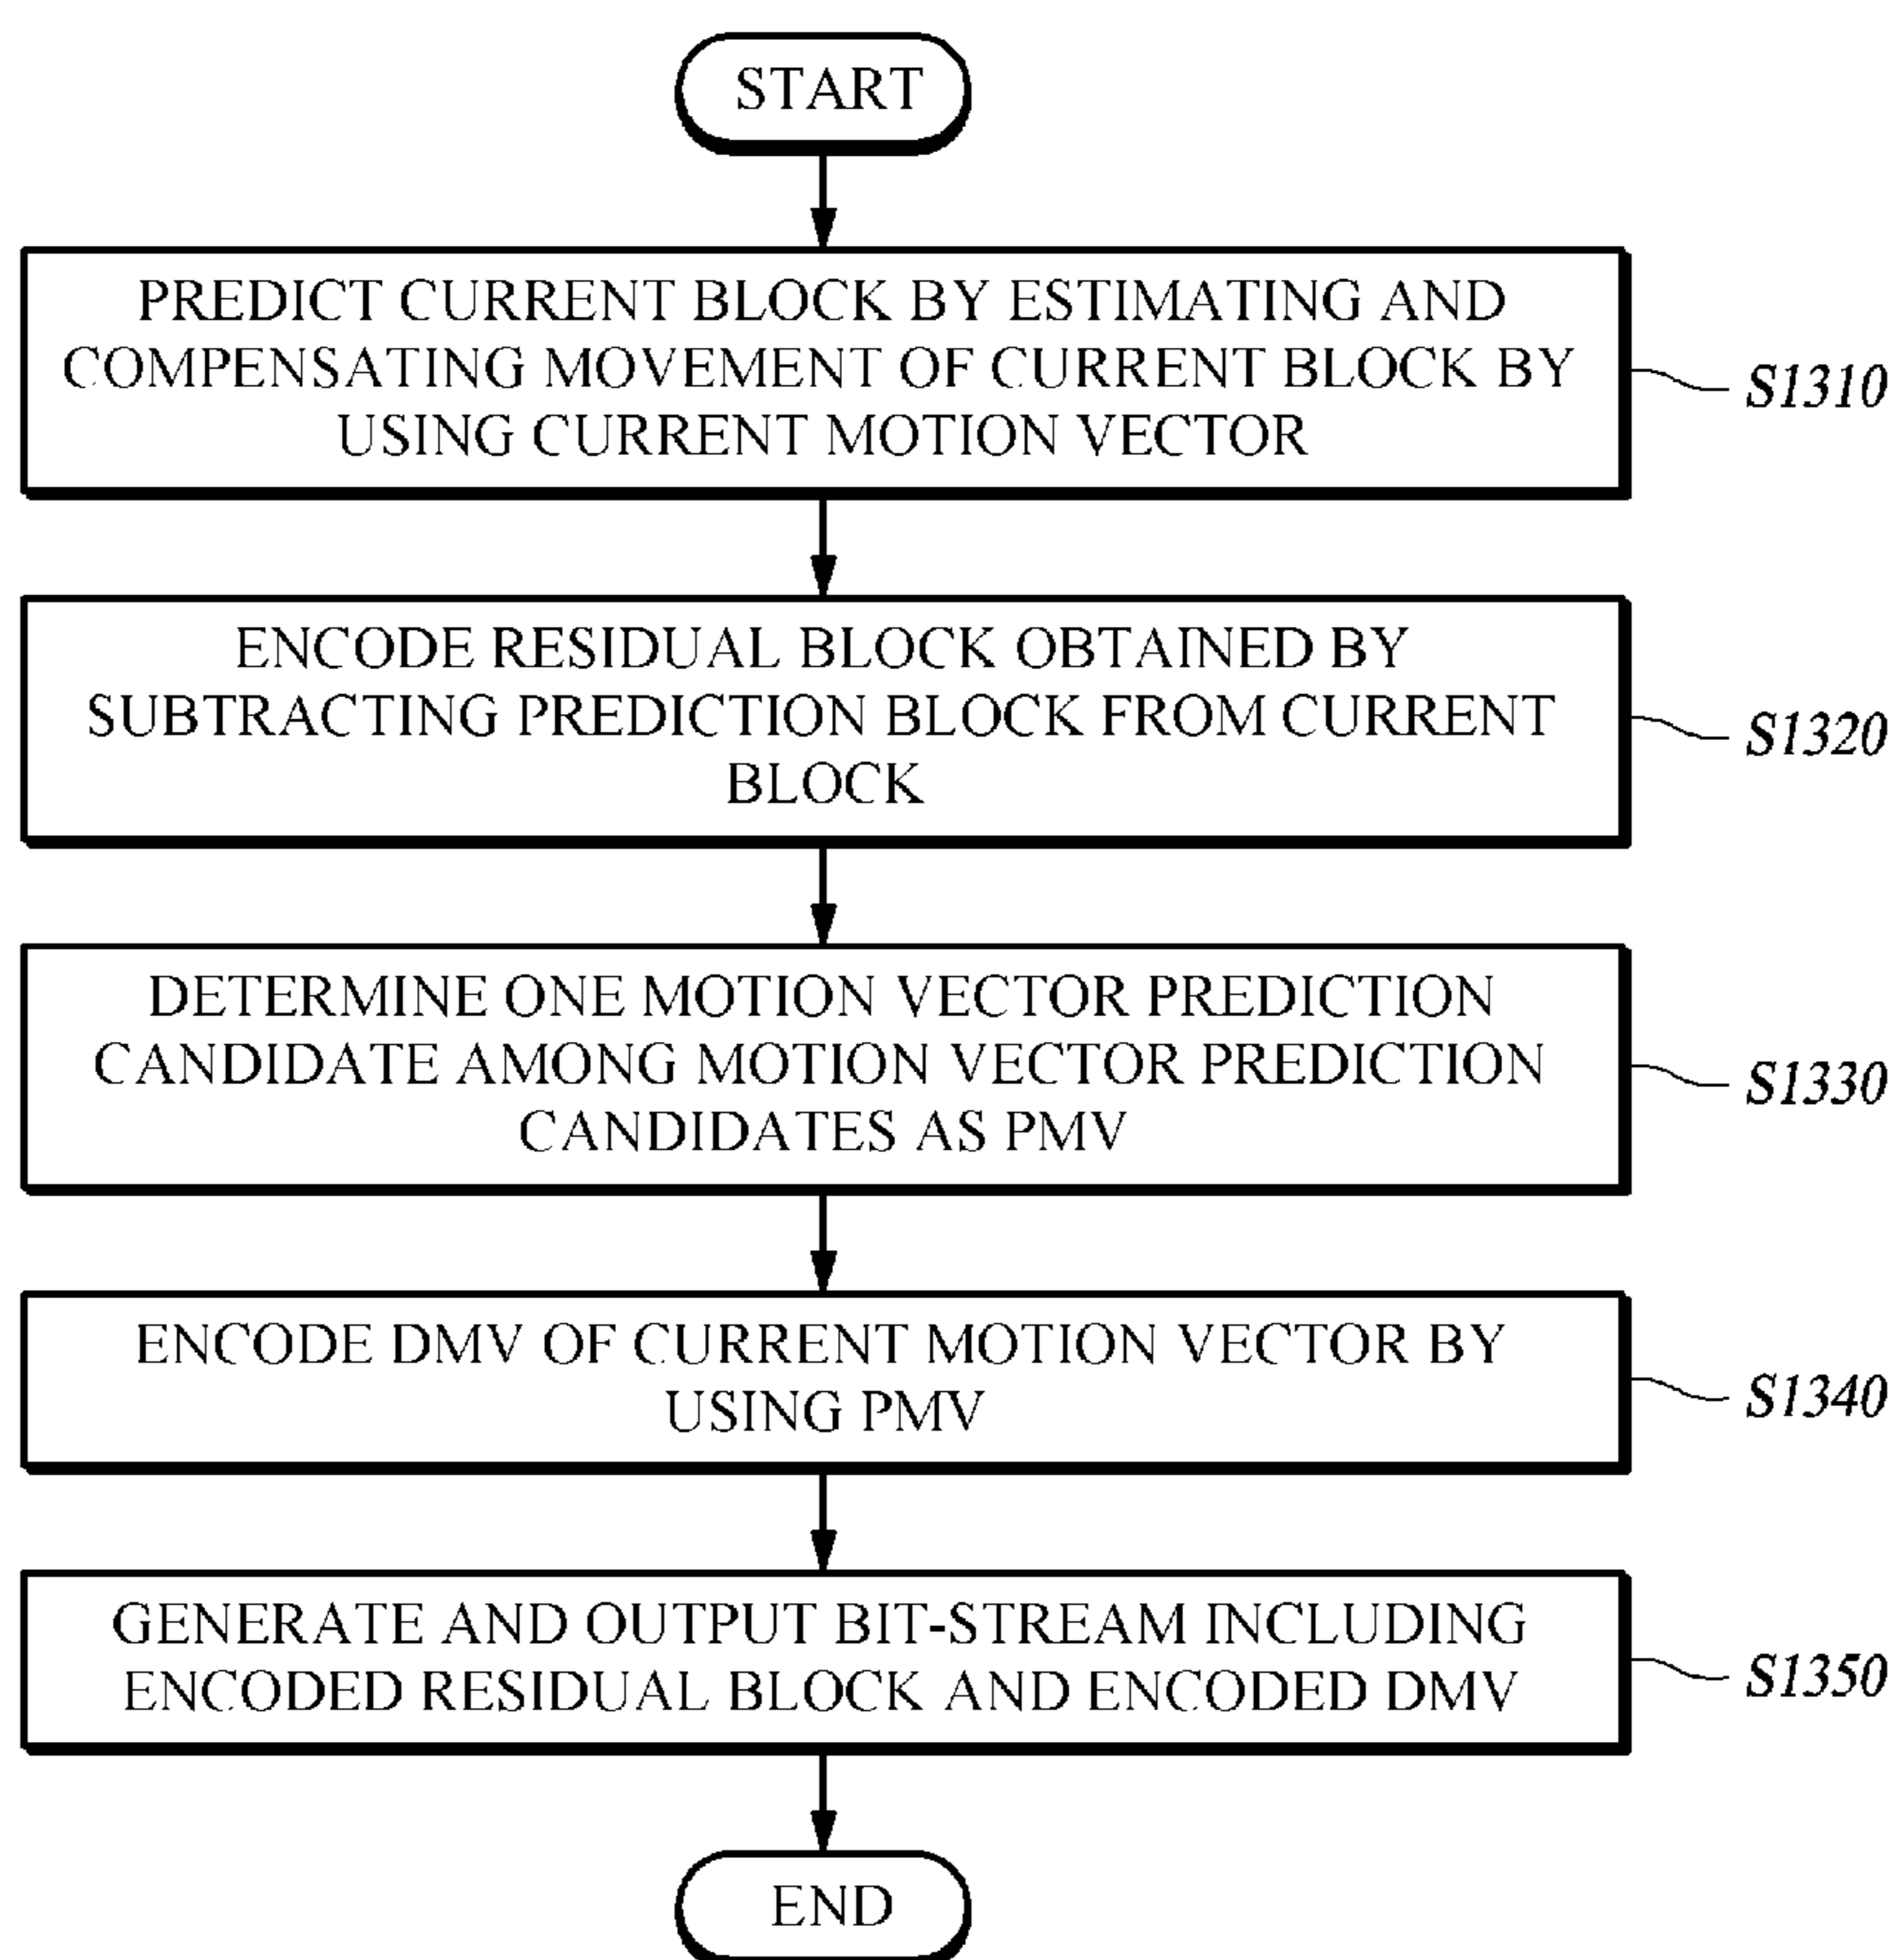 START
PREDICT CURRENT BLOCK BY ESTIMATING AND
COMPENSATING MOVEMENT OF CURRENT BLOCK BY
USING CURRENT MOTION VECTOR
S1310
ENCODE RESIDUAL BLOCK OBTAINED BY
SUBTRACTING PREDICTION BLOCK FROM CURRENT
BLOCK
S1320
DETERMINE ONE MOTION VECTOR PREDICTION
CANDIDATE AMONG MOTION VECTOR PREDICTION
CANDIDATES AS PMV
S1330
ENCODE DMV OF CURRENT MOTION VECTOR BY
USING PMV
S1340
GENERATE AND OUTPUT BIT-STREAM INCLUDING
ENCODED RESIDUAL BLOCK AND ENCODED DMV
S1350
END